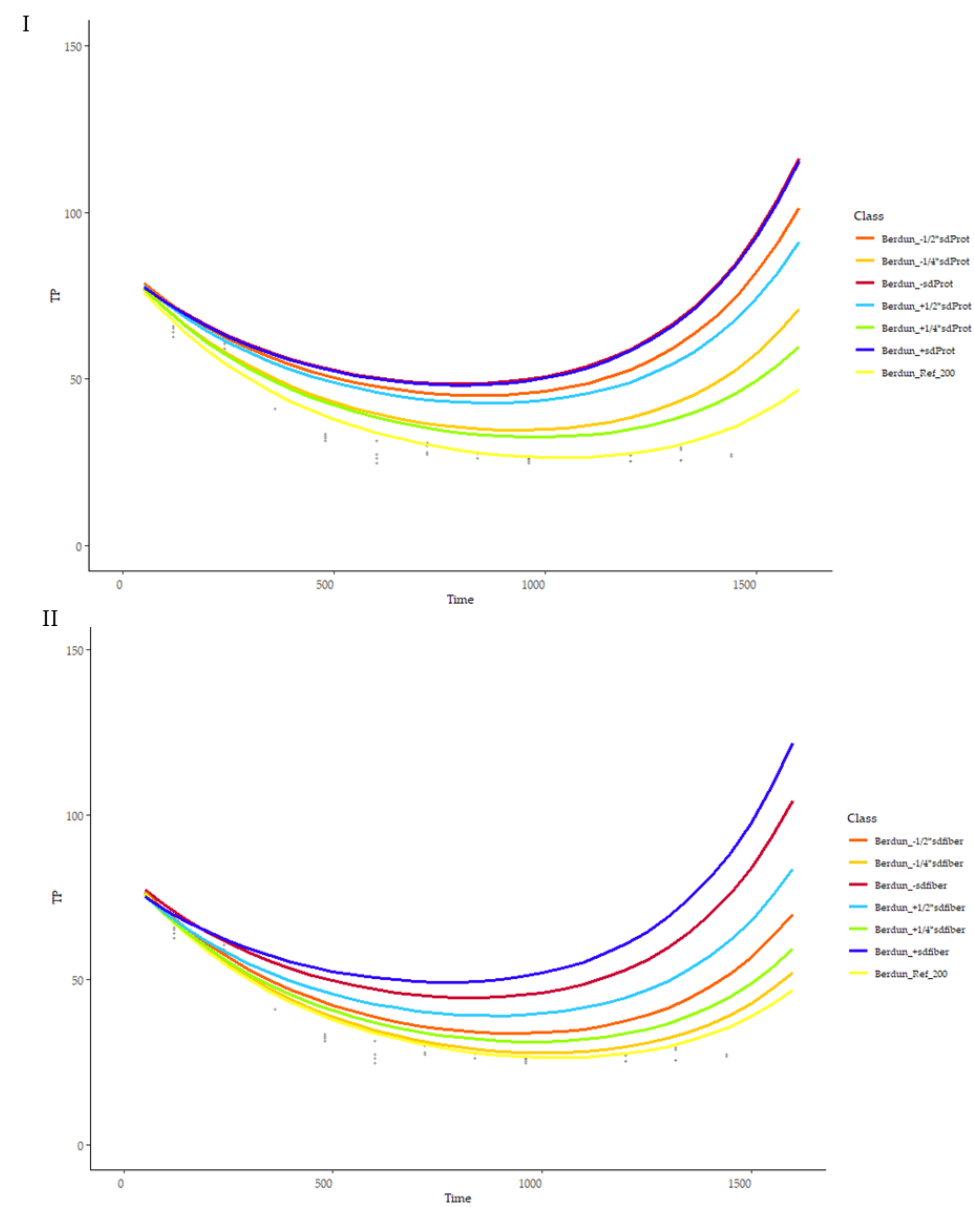 I
150
100
50
0
TP
0 500 1000 1500
Time
Class
Berdun_-1/2*sdProt
Berdun_-1/4*sdProt
Berdun_-sdProt
Berdun_+1/2*sdProt
Berdun_+1/4*sdProt
Berdun_+sdProt
Berdun_Ref_200
II
150
100
50
0
TP
0 500 1000 1500
Time
Class
Berdun_-1/2*sdfiber
Berdun_-1/4*sdfiber
Berdun_-sdfiber
Berdun_+1/2*sdfiber
Berdun_+1/4*sdfiber
Berdun_+sdfiber
Berdun_Ref_200